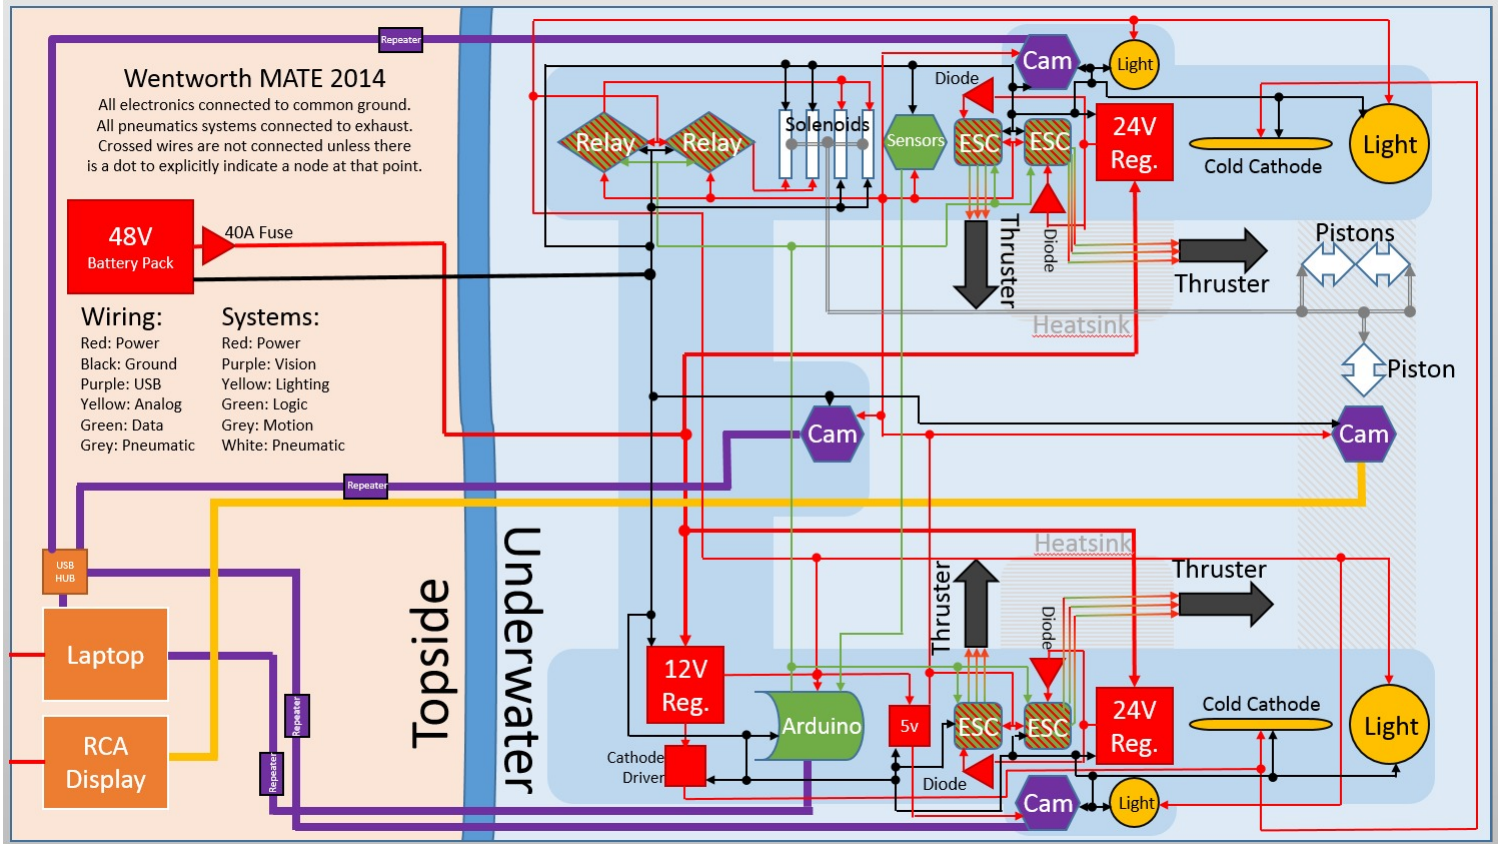 Repeater
Wentworth MATE 2014
All electronics connected to common ground.
All pneumatics systems connected to exhaust.
Crossed wires are not connected unless there
is a dot to explicitly indicate a node at that point.
48V
Battery Pack
40A Fuse
Wiring:
Red: Power
Black: Ground
Purple: USB
Yellow: Analog
Green: Data
Grey: Pneumatic
Systems:
Red: Power
Purple: Vision
Yellow: Lighting
Green: Logic
Grey: Motion
White: Pneumatic
Repeater
USB
HUB
Laptop
RCA
Display
Repeater
Repeater
Topside
Underwater
Cam
Light
Diode
Relay
Relay
Solenoids
Sensors
ESC
ESC
24V
Reg.
Cold Cathode
Light
Thruster
Diode
Thruster
Heatsink
Pistons
Piston
Cam
Cam
Heatsink
Thruster
Diode
Thruster
12V
Reg.
Cathode
Driver
Arduino
5v
ESC
ESC
24V
Reg.
Cold Cathode
Light
Diode
Cam
Light